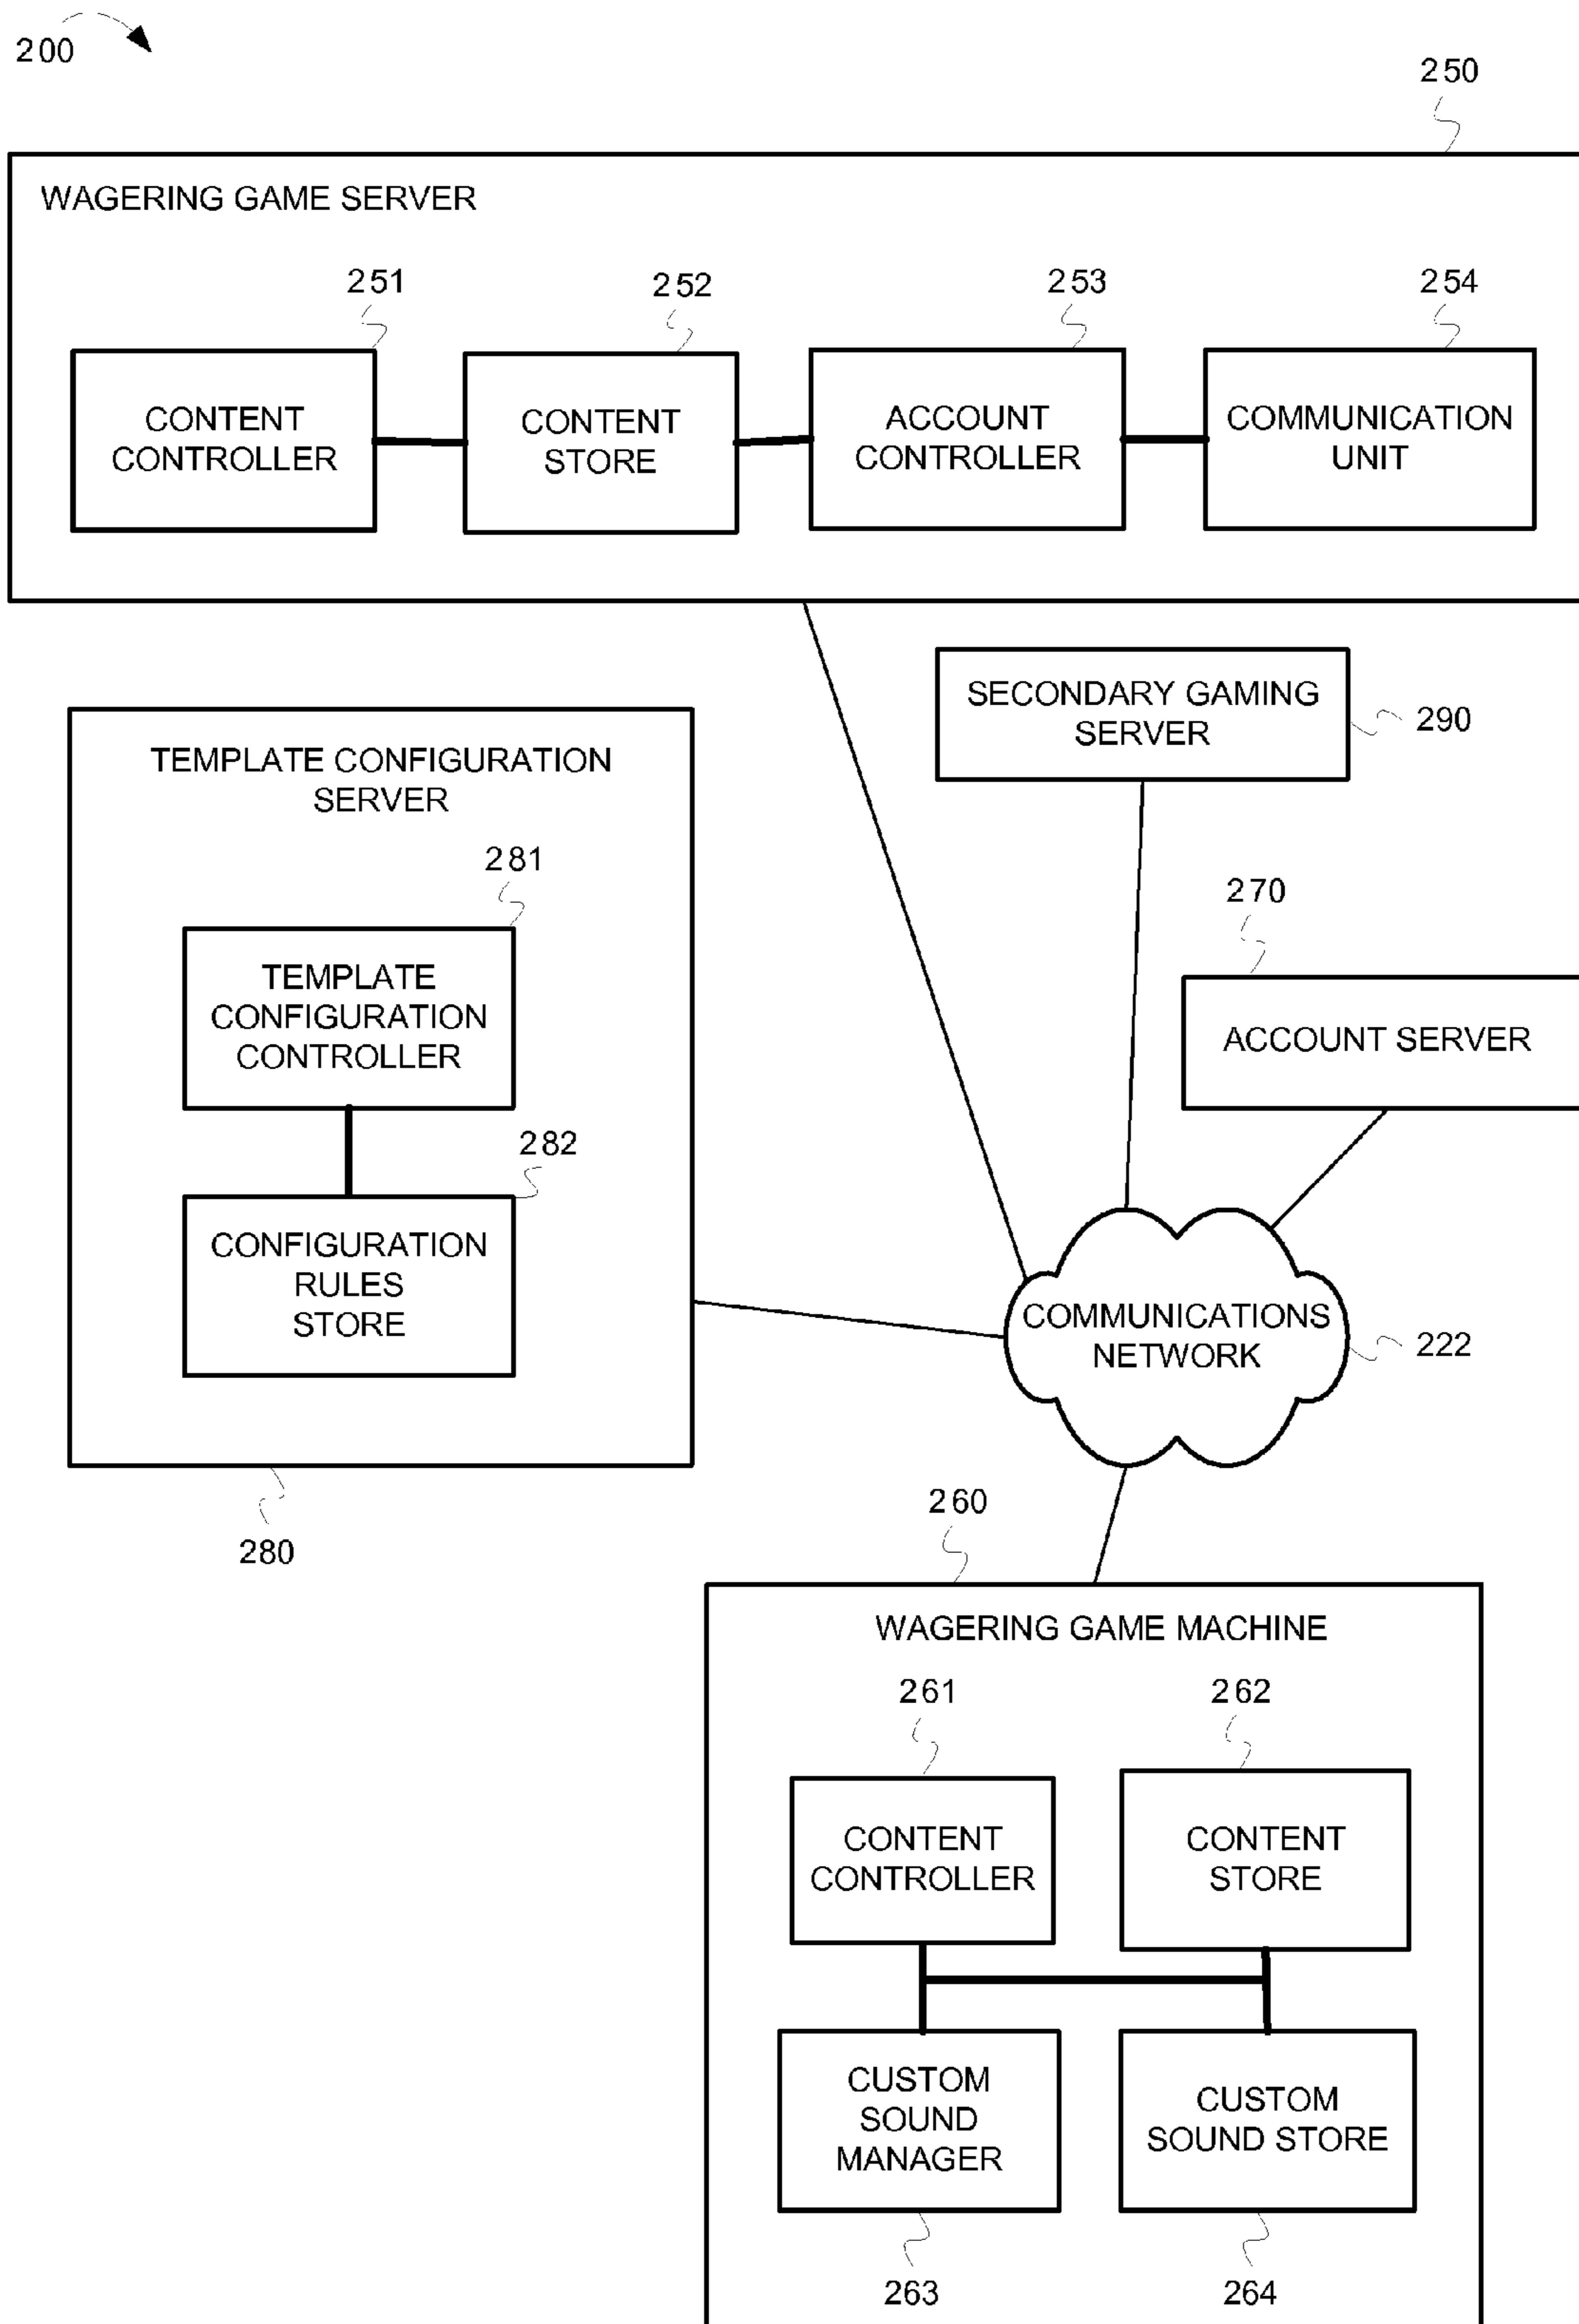 200
250
WAGERING GAME SERVER
251
252
253
254
CONTENT
CONTROLLER
CONTENT
STORE
ACCOUNT
CONTROLLER
COMMUNICATION
UNIT
SECONDARY GAMING
SERVER
290
TEMPLATE CONFIGURATION
SERVER
281
TEMPLATE
CONFIGURATION
CONTROLLER
282
CONFIGURATION
RULES
STORE
280
270
ACCOUNT SERVER
COMMUNICATIONS
NETWORK
222
260
WAGERING GAME MACHINE
261
262
CONTENT
CONTROLLER
CONTENT
STORE
CUSTOM
SOUND
MANAGER
CUSTOM
SOUND STORE
263
264